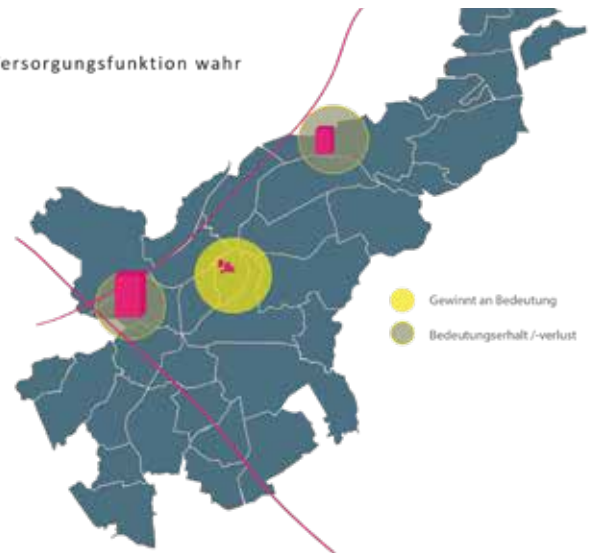 ersorgungsfunktion wahr
Gewinnt an Bedeutung
Bedeutungserhalt /-verlust